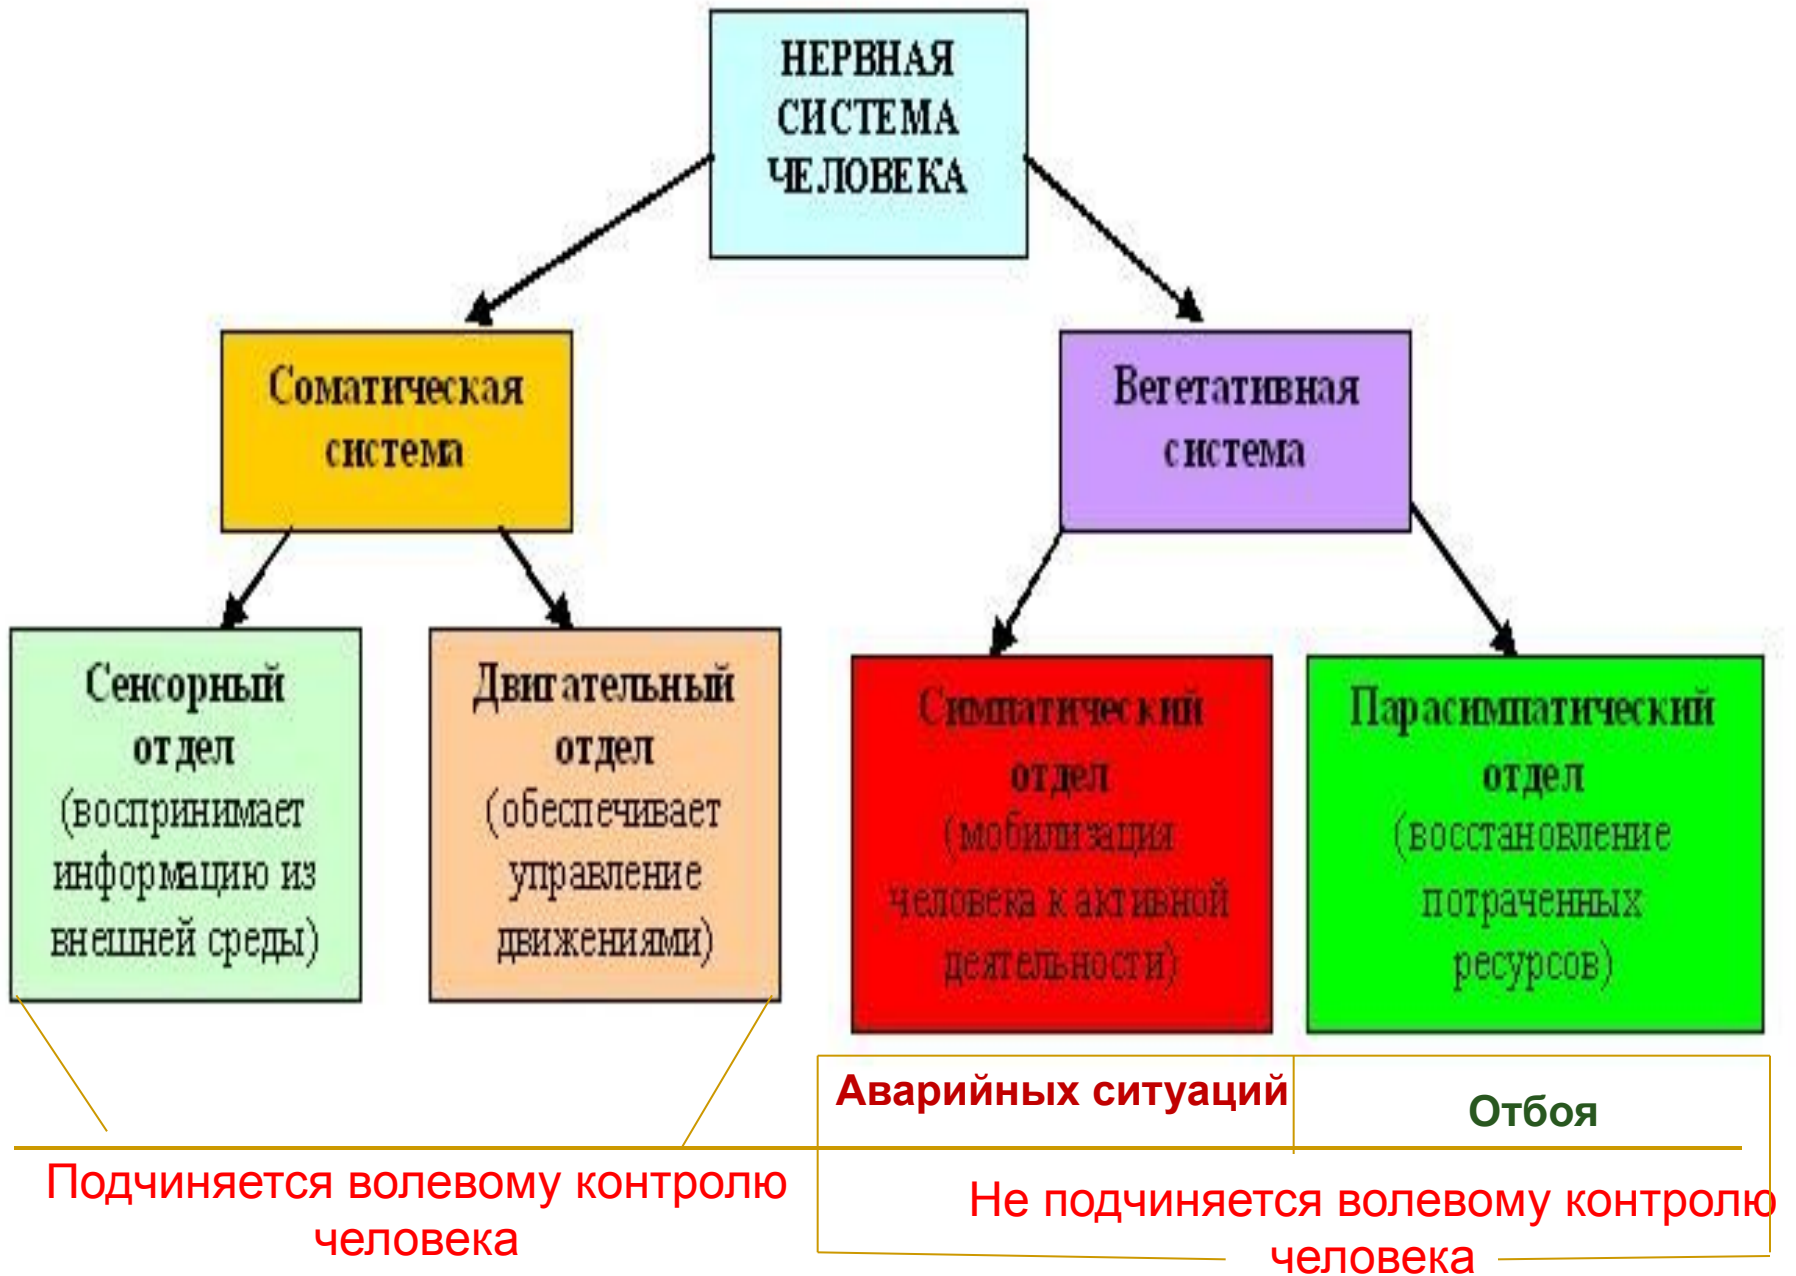 НЕРВНАЯ
СИСТЕМА
ЧЕЛОВЕКА
Соматическая
система
Вегетативная
система
Сенсорный
отдел
(воспринимает
информацию из
внешней среды)
Двигательный
отдел
(обеспечивает
управление
движениями)
Симпатический
отдел
(мобилизация
человека к активной
деятельности)
Парасимпатический
отдел
(восстановление
потраченных
ресурсов)
Аварийных ситуаций
Отбоя
Подчиняется волевому контролю
человека
Не подчиняется волевому контролю
человека